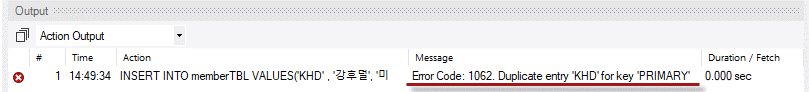 Output
Action Output
# Time Action Message Duration / Fetch
1 14:49:34 INSERT INTO memberTBL VALUES('KHD' , '강후덜', '미 Error Code: 1062. Duplicate entry 'KHD' for key 'PRIMARY' 0.000 sec